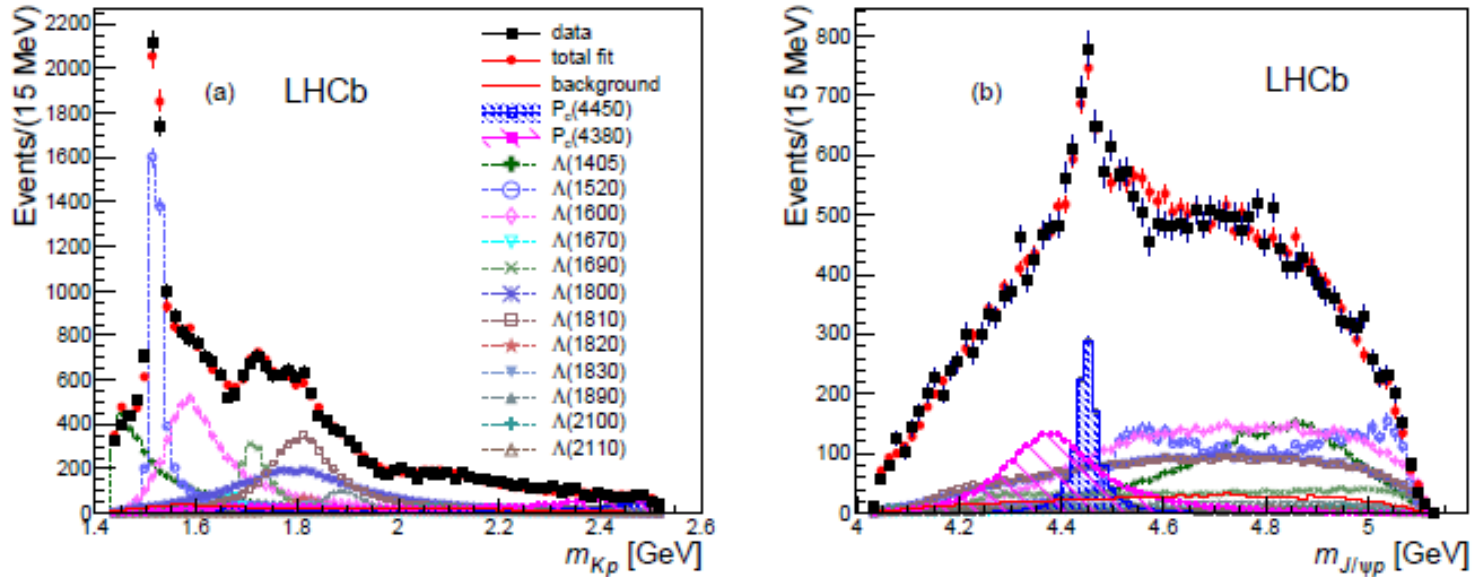 Events/(15 MeV)
2200
2000
1800
1600
1400
1200
1000
800
600
400
200
0
1.4
1.6
1.8
2
2.2
2.4
2.6
m_Kp [GeV]
(a)
LHCb
data
total fit
background
P_c(4450)
P_c(4380)
Λ(1405)
Λ(1520)
Λ(1600)
Λ(1670)
Λ(1690)
Λ(1800)
Λ(1810)
Λ(1820)
Λ(1830)
Λ(1890)
Λ(2100)
Λ(2110)
Events/(15 MeV)
800
700
600
500
400
300
200
100
0
4
4.2
4.4
4.6
4.8
5
m_J/ψp [GeV]
(b)
LHCb